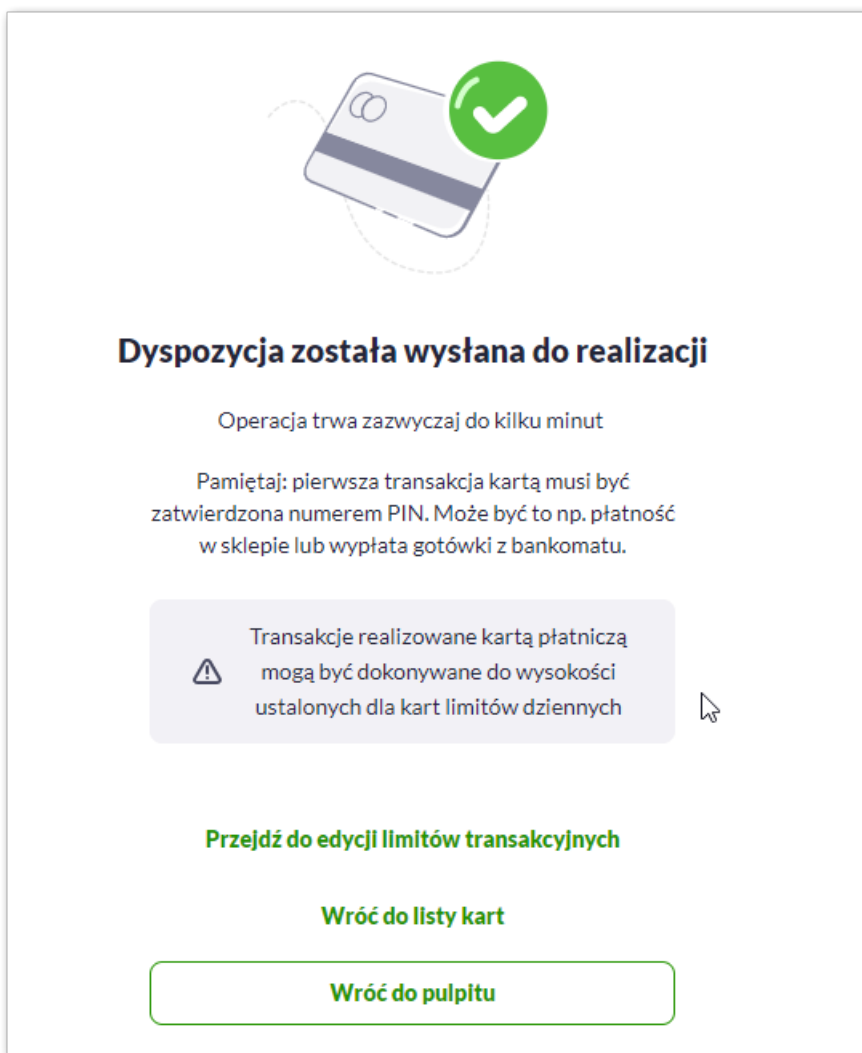 Dyspozycja została wysłana do realizacji
Operacja trwa zazwyczaj do kilku minut
Pamiętaj: pierwsza transakcja kartą musi być
zatwierdzona numerem PIN. Może być to np. płatność
w sklepie lub wypłata gotówki z bankomatu.
Transakcje realizowane kartą płatniczą
mogą być dokonywane do wysokości
ustalonych dla kart limitów dziennych
Przejdź do edycji limitów transakcyjnych
Wróć do listy kart
Wróć do pulpitu